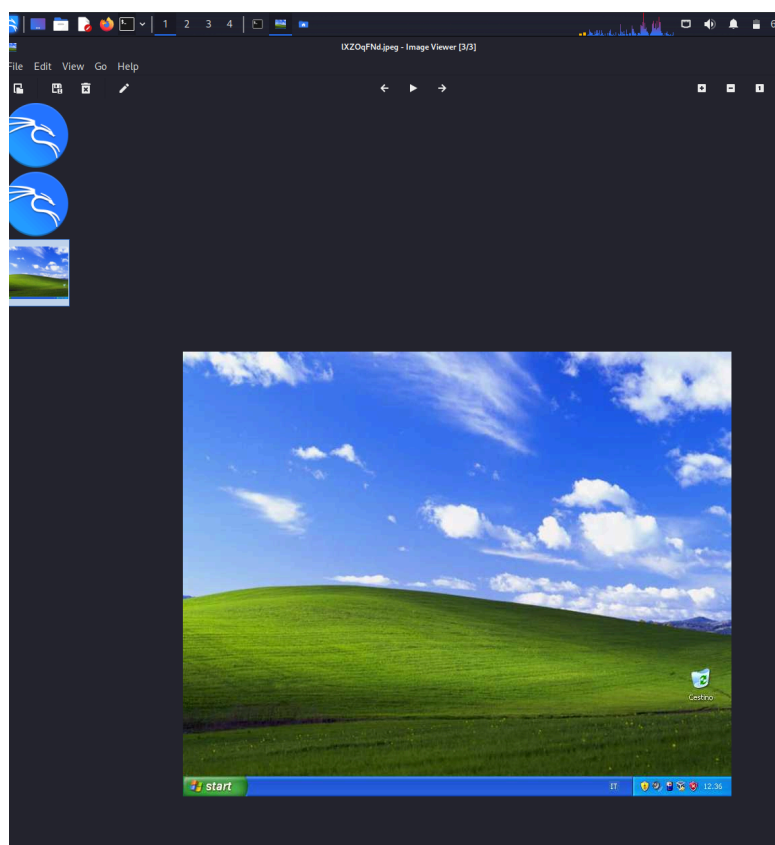 1 2 3 4
lXZOqFNd.jpeg - Image Viewer [3/3]
File Edit View Go Help
Cestino
start
IT
12.36